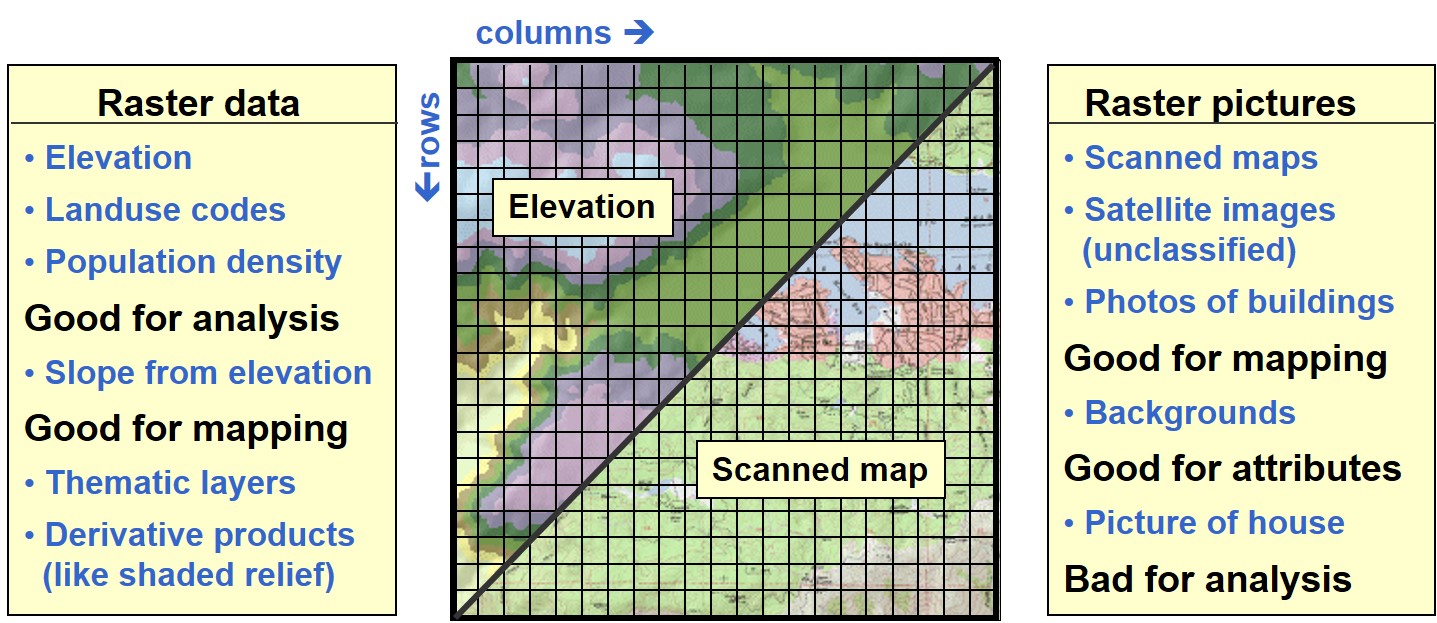 columns →
←rows
Raster data
• Elevation
• Landuse codes
• Population density
Good for analysis
• Slope from elevation
Good for mapping
• Thematic layers
• Derivative products
(like shaded relief)
Elevation
Scanned map
Raster pictures
• Scanned maps
• Satellite images
(unclassified)
• Photos of buildings
Good for mapping
• Backgrounds
Good for attributes
• Picture of house
Bad for analysis